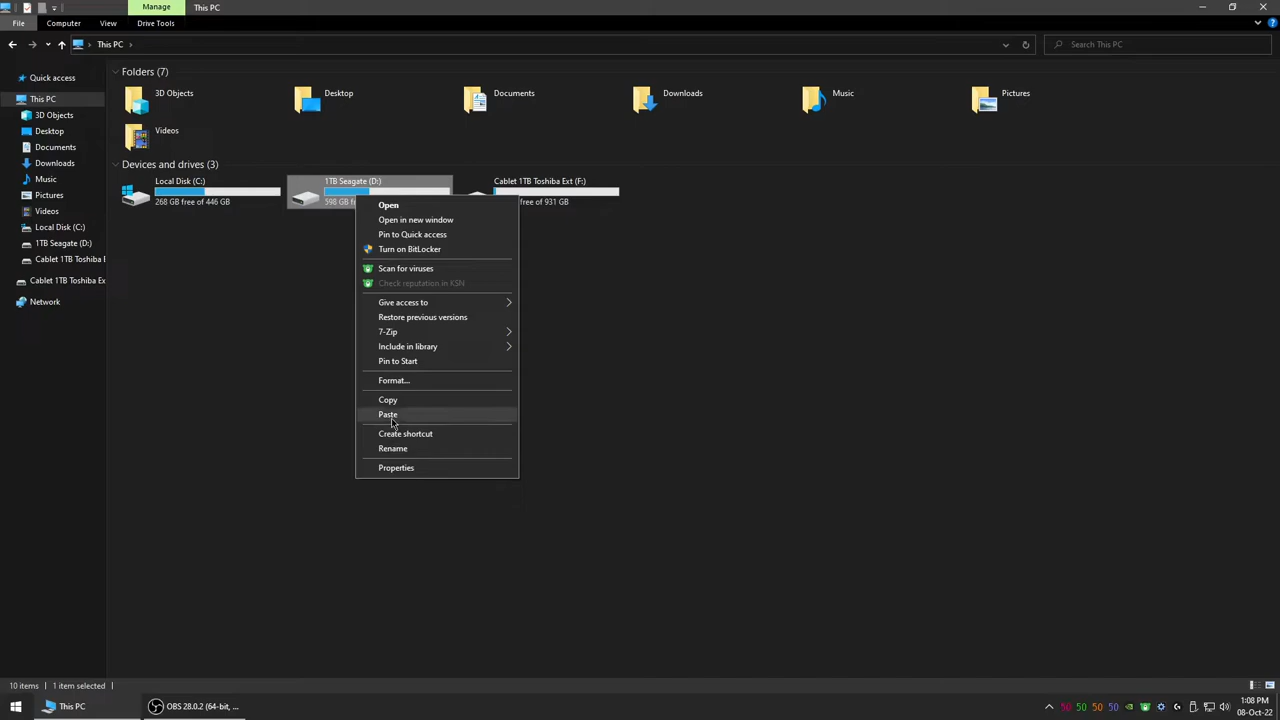 Manage
This PC
File
Computer
View
Drive Tools
This PC
Search This PC
Quick access
This PC
3D Objects
Desktop
Documents
Downloads
Music
Pictures
Videos
Local Disk (C:)
1TB Seagate (D:)
Cablet 1TB Toshiba E
Cablet 1TB Toshiba Ex
Network
Folders (7)
3D Objects
Desktop
Documents
Downloads
Music
Pictures
Videos
Devices and drives (3)
Local Disk (C:)
268 GB free of 446 GB
1TB Seagate (D:)
598 GB f
Cablet 1TB Toshiba Ext (F:)
free of 931 GB
Open
Open in new window
Pin to Quick access
Turn on BitLocker
Scan for viruses
Check reputation in KSN
Give access to
Restore previous versions
7-Zip
Include in library
Pin to Start
Format...
Copy
Paste
Create shortcut
Rename
Properties
10 items
1 item selected
This PC
OBS 28.0.2 (64-bit, ...
50 50 50 50
1:08 PM
08-Oct-22